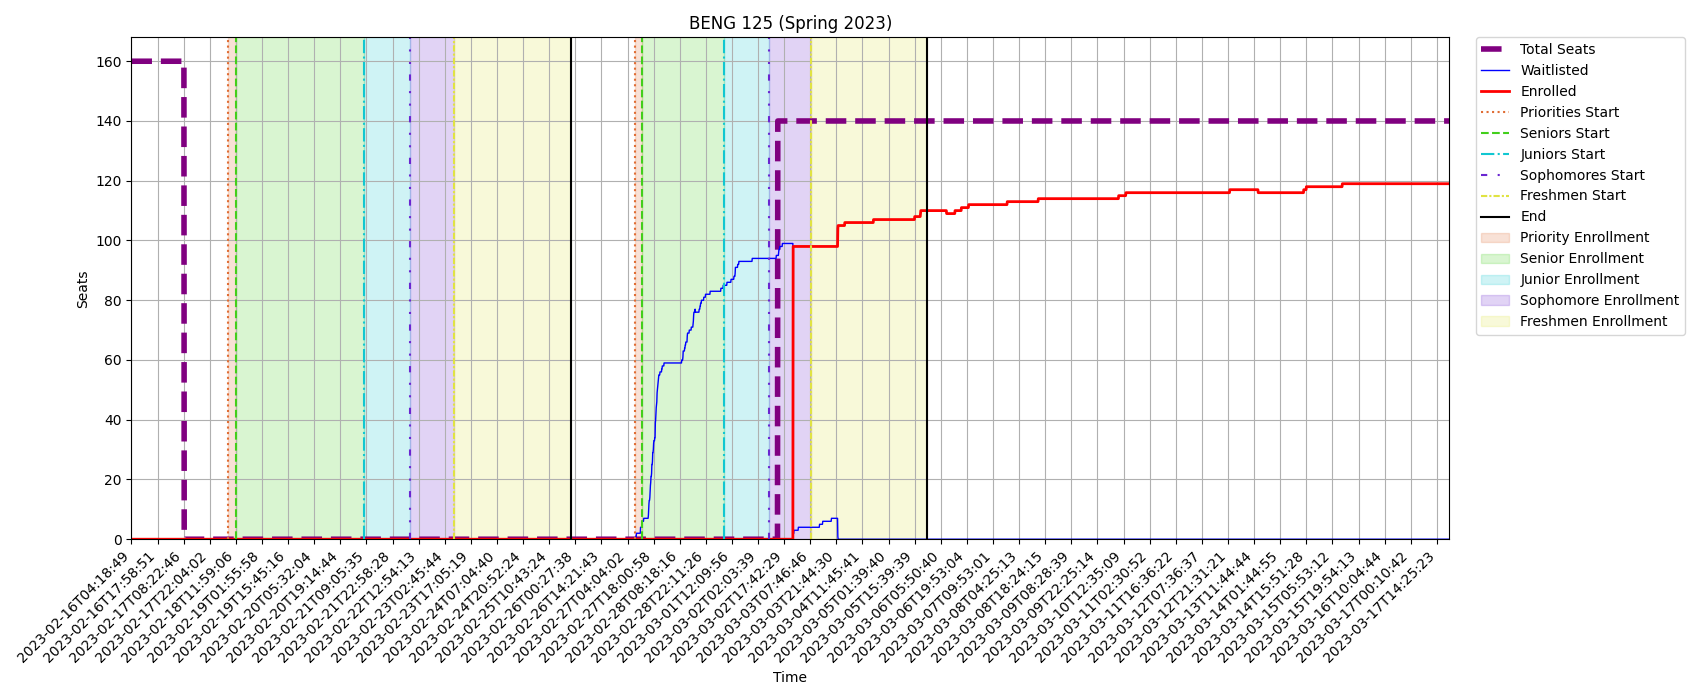 BENG 125 (Spring 2023)
Seats
160
140
120
100
80
60
40
20
0
2023-02-16T04:18:49
2023-02-16T17:58:51
2023-02-17T08:22:46
2023-02-17T22:04:02
2023-02-18T11:59:06
2023-02-19T01:55:58
2023-02-19T15:45:16
2023-02-20T05:32:04
2023-02-20T19:14:44
2023-02-21T09:05:35
2023-02-21T22:58:28
2023-02-22T12:54:13
2023-02-23T02:45:44
2023-02-23T17:05:19
2023-02-24T07:04:40
2023-02-24T20:52:24
2023-02-25T10:43:24
2023-02-26T00:27:38
2023-02-26T14:21:43
2023-02-27T04:04:02
2023-02-27T18:00:58
2023-02-28T08:18:16
2023-02-28T22:11:26
2023-03-01T12:09:56
2023-03-02T02:03:39
2023-03-02T17:42:29
2023-03-03T07:46:46
2023-03-03T21:44:30
2023-03-04T11:45:41
2023-03-05T01:39:40
2023-03-05T15:39:39
2023-03-06T05:50:40
2023-03-06T19:53:04
2023-03-07T09:53:01
2023-03-08T04:25:13
2023-03-08T18:24:15
2023-03-09T08:28:39
2023-03-09T22:25:14
2023-03-10T12:35:09
2023-03-11T02:30:52
2023-03-11T16:36:22
2023-03-12T07:36:37
2023-03-12T21:31:21
2023-03-13T11:44:44
2023-03-14T01:44:55
2023-03-14T15:51:28
2023-03-15T05:53:12
2023-03-15T19:54:13
2023-03-16T10:04:44
2023-03-17T00:10:42
2023-03-17T14:25:23
Time
Total Seats
Waitlisted
Enrolled
Priorities Start
Seniors Start
Juniors Start
Sophomores Start
Freshmen Start
End
Priority Enrollment
Senior Enrollment
Junior Enrollment
Sophomore Enrollment
Freshmen Enrollment